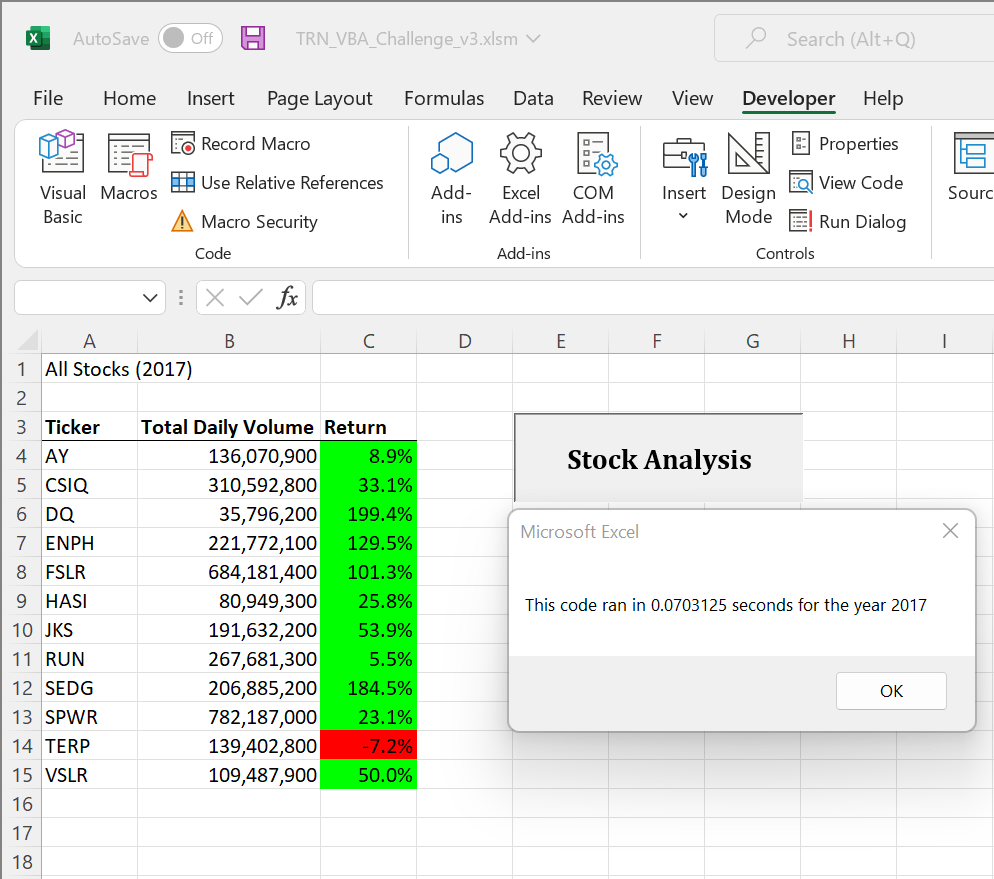 AutoSave Off TRN_VBA_Challenge_v3.xlsm Search (Alt+Q)
File Home Insert Page Layout Formulas Data Review View Developer Help
Visual Basic
Macros
Record Macro
Use Relative References
Macro Security
Code
Add-ins
Excel Add-ins
COM Add-ins
Add-ins
Insert
Design Mode
Properties
View Code
Run Dialog
Controls
Sourc
fx
A B C D E F G H I
1 All Stocks (2017)
2
3 Ticker Total Daily Volume Return
4 AY 136,070,900 8.9%
5 CSIQ 310,592,800 33.1%
6 DQ 35,796,200 199.4%
7 ENPH 221,772,100 129.5%
8 FSLR 684,181,400 101.3%
9 HASI 80,949,300 25.8%
10 JKS 191,632,200 53.9%
11 RUN 267,681,300 5.5%
12 SEDG 206,885,200 184.5%
13 SPWR 782,187,000 23.1%
14 TERP 139,402,800 -7.2%
15 VSLR 109,487,900 50.0%
16
17
18
Stock Analysis
Microsoft Excel
This code ran in 0.0703125 seconds for the year 2017
OK